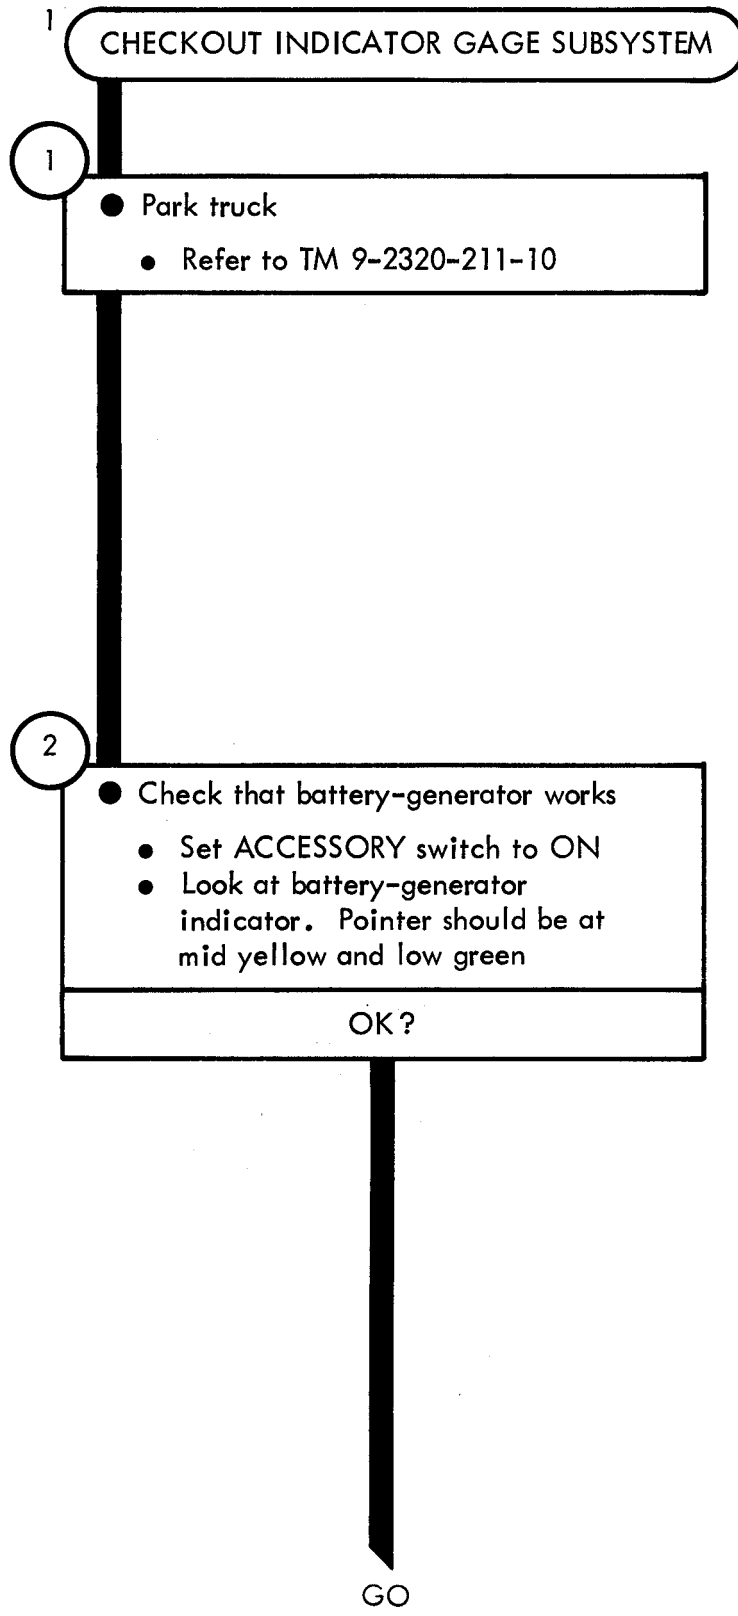 1
CHECKOUT INDICATOR GAGE SUBSYSTEM
1
● Park truck
● Refer to TM 9-2320-211-10
2
● Check that battery-generator works
● Set ACCESSORY switch to ON
● Look at battery-generator
indicator. Pointer should be at
mid yellow and low green
OK?
GO